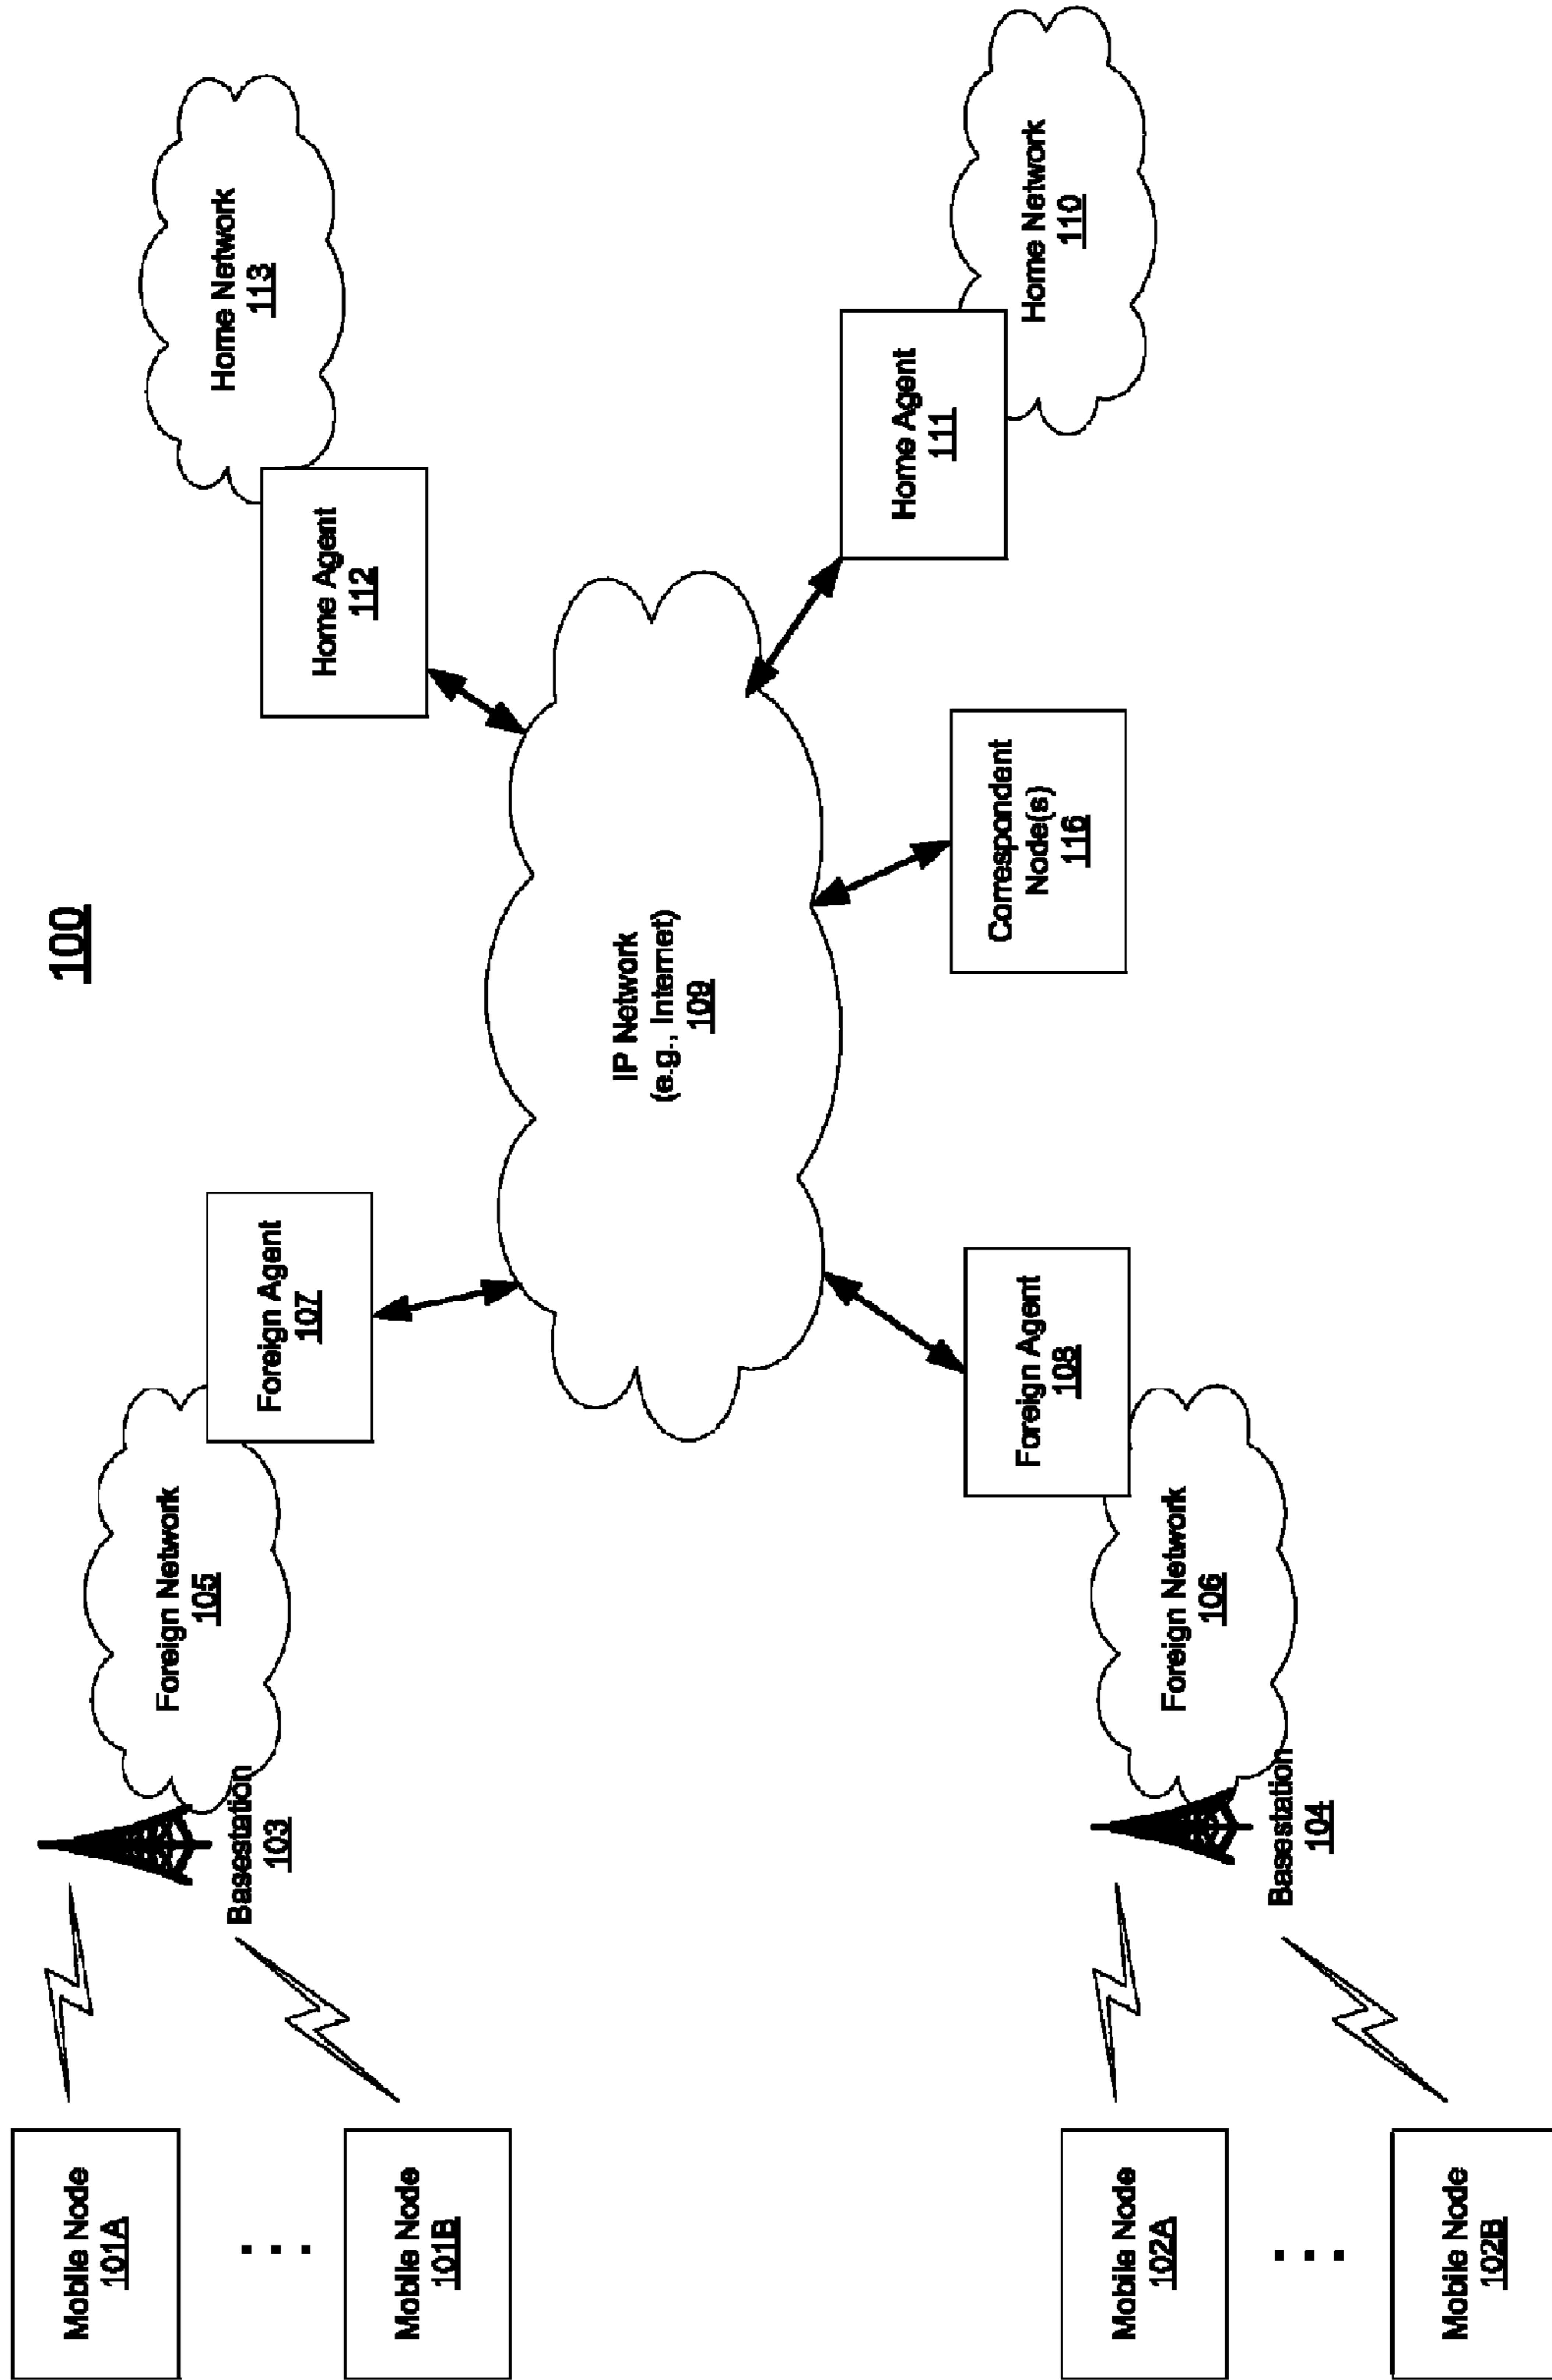 100
Mobile Node
101A
Mobile Node
101B
Basestation
103
Foreign Network
105
Foreign Agent
107
IP Network
(e.g., Internet)
109
Home Agent
112
Home Network
113
Mobile Node
102A
Mobile Node
102B
Basestation
104
Foreign Network
106
Foreign Agent
108
Correspondent
Node(s)
116
Home Agent
111
Home Network
110